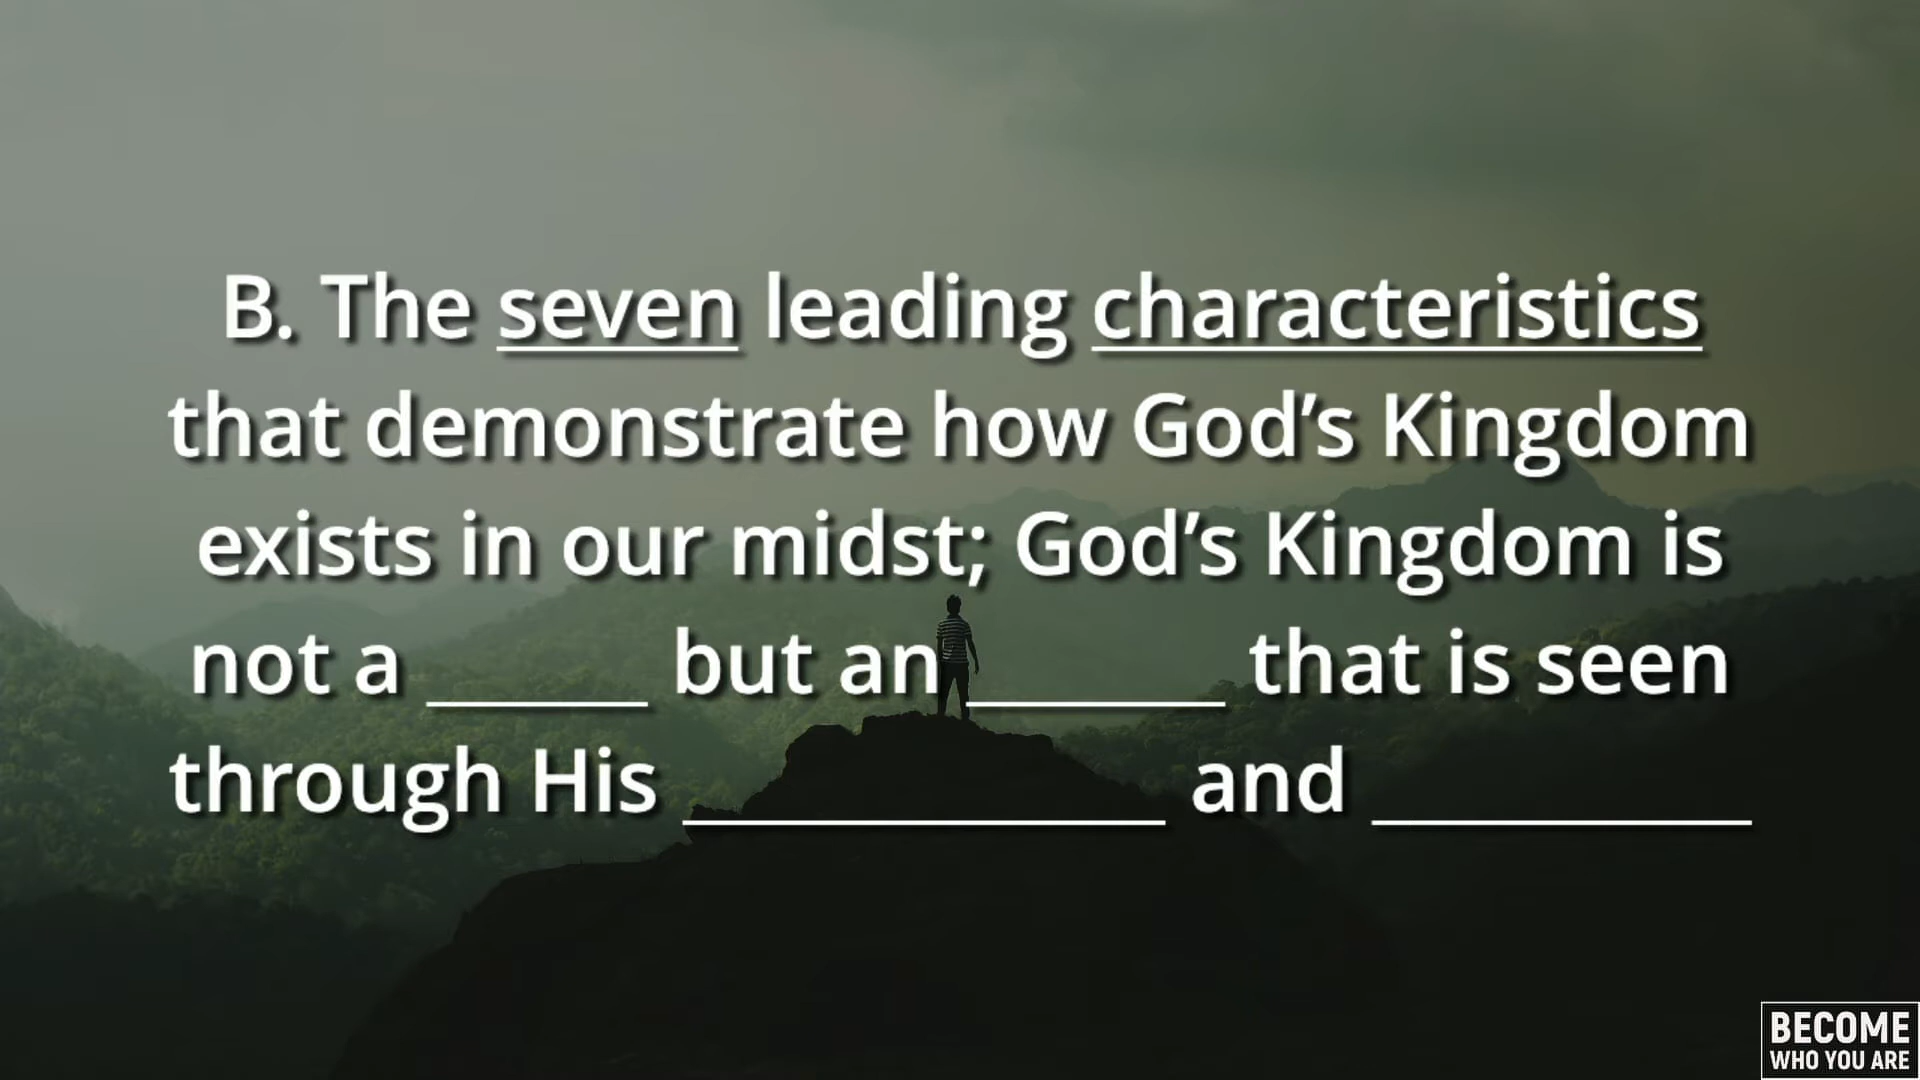 B. The seven leading characteristics
that demonstrate how God’s Kingdom
exists in our midst; God’s Kingdom is
not a ______ but an _______ that is seen
through His _____________ and __________
BECOME
WHO YOU ARE